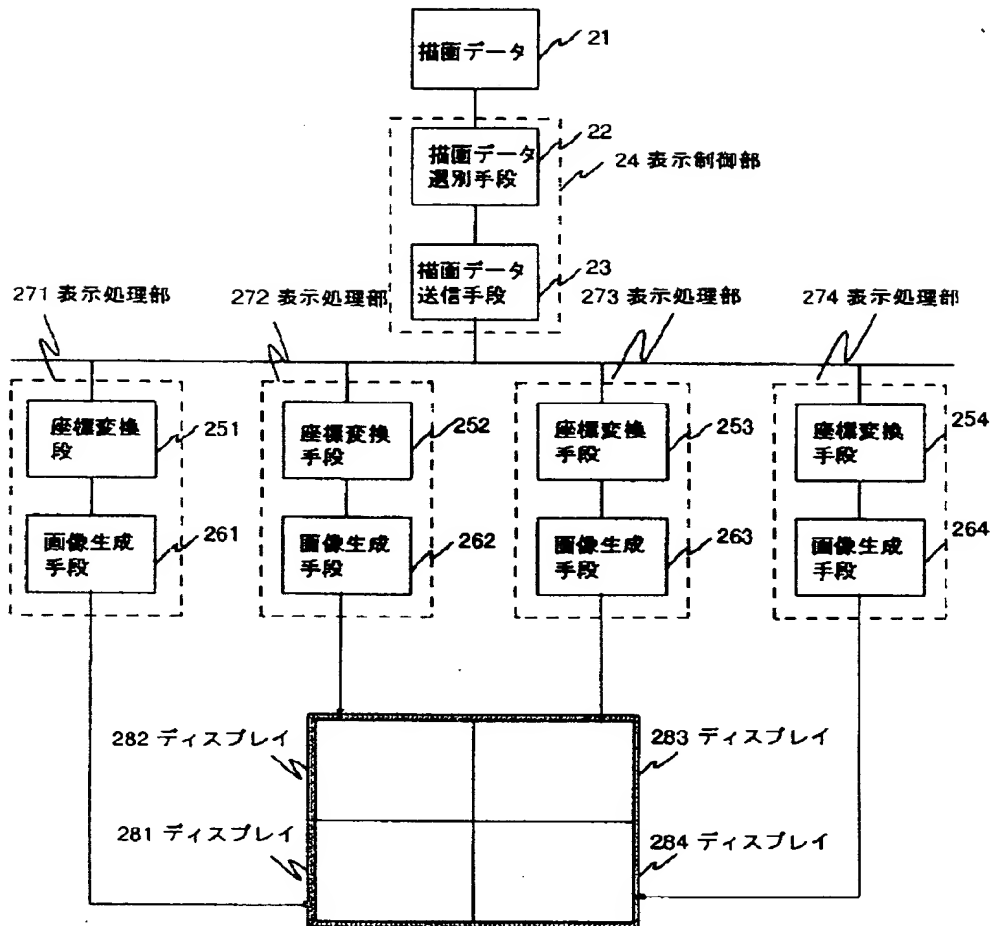 描画データ
21
22
描画データ
選別手段
24 表示制御部
描画データ
送信手段
23
271 表示処理部
272 表示処理部
273 表示処理部
274 表示処理部
座標変換
段
251
座標変換
手段
252
座標変換
手段
253
座標変換
手段
254
画像生成
手段
261
画像生成
手段
262
画像生成
手段
263
画像生成
手段
264
282 ディスプレイ
283 ディスプレイ
281 ディスプレイ
284 ディスプレイ